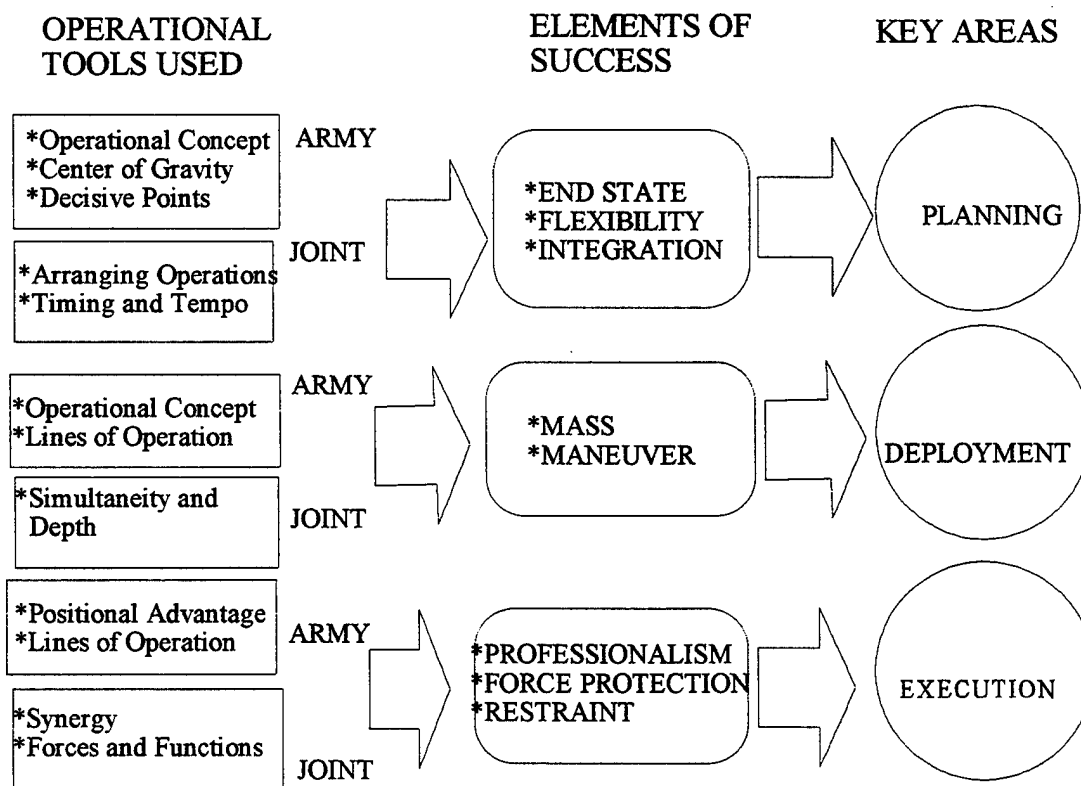 OPERATIONAL
TOOLS USED
ELEMENTS OF
SUCCESS
KEY AREAS
*Operational Concept
*Center of Gravity
*Decisive Points
ARMY
*Arranging Operations
*Timing and Tempo
JOINT
*END STATE
*FLEXIBILITY
*INTEGRATION
PLANNING
*Operational Concept
*Lines of Operation
ARMY
*Simultaneity and
Depth
JOINT
*MASS
*MANEUVER
DEPLOYMENT
*Positional Advantage
*Lines of Operation
ARMY
*Synergy
*Forces and Functions
JOINT
*PROFESSIONALISM
*FORCE PROTECTION
*RESTRAINT
EXECUTION